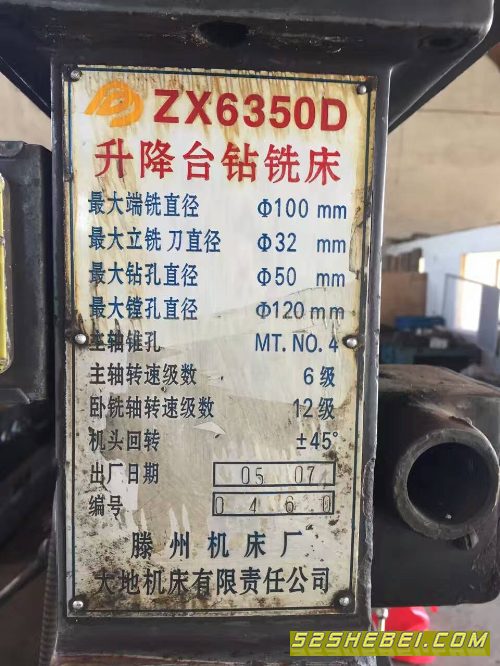 ZX6350D
升降台钻铣床
最大端铣直径 Φ100 mm
最大立铣刀直径 Φ32 mm
最大钻孔直径 Φ50 mm
最大镗孔直径 Φ120 mm
主轴锥孔 MT. NO. 4
主轴转速级数 6级
卧铣轴转速级数 12级
机头回转 ±45°
出厂日期 05 07
编号 0460
滕州机床厂
大地机床有限责任公司
52SHEBEI.COM